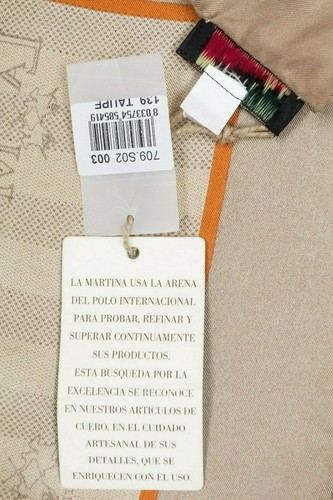 139 TAUPE
8 033754 585419
709.S02 003
LA MARTINA USA LA ARENA
DEL POLO INTERNACIONAL
PARA PROBAR, REFINAR Y
SUPERAR CONTINUAMENTE
SUS PRODUCTOS.
ESTA BUSQUEDA POR LA
EXCELENCIA SE RECONOCE
EN NUESTROS ARTICULOS DE
CUERO, EN EL CUIDADO
ARTESANAL DE SUS
DETALLES, QUE SE
ENRIQUECEN CON EL USO.